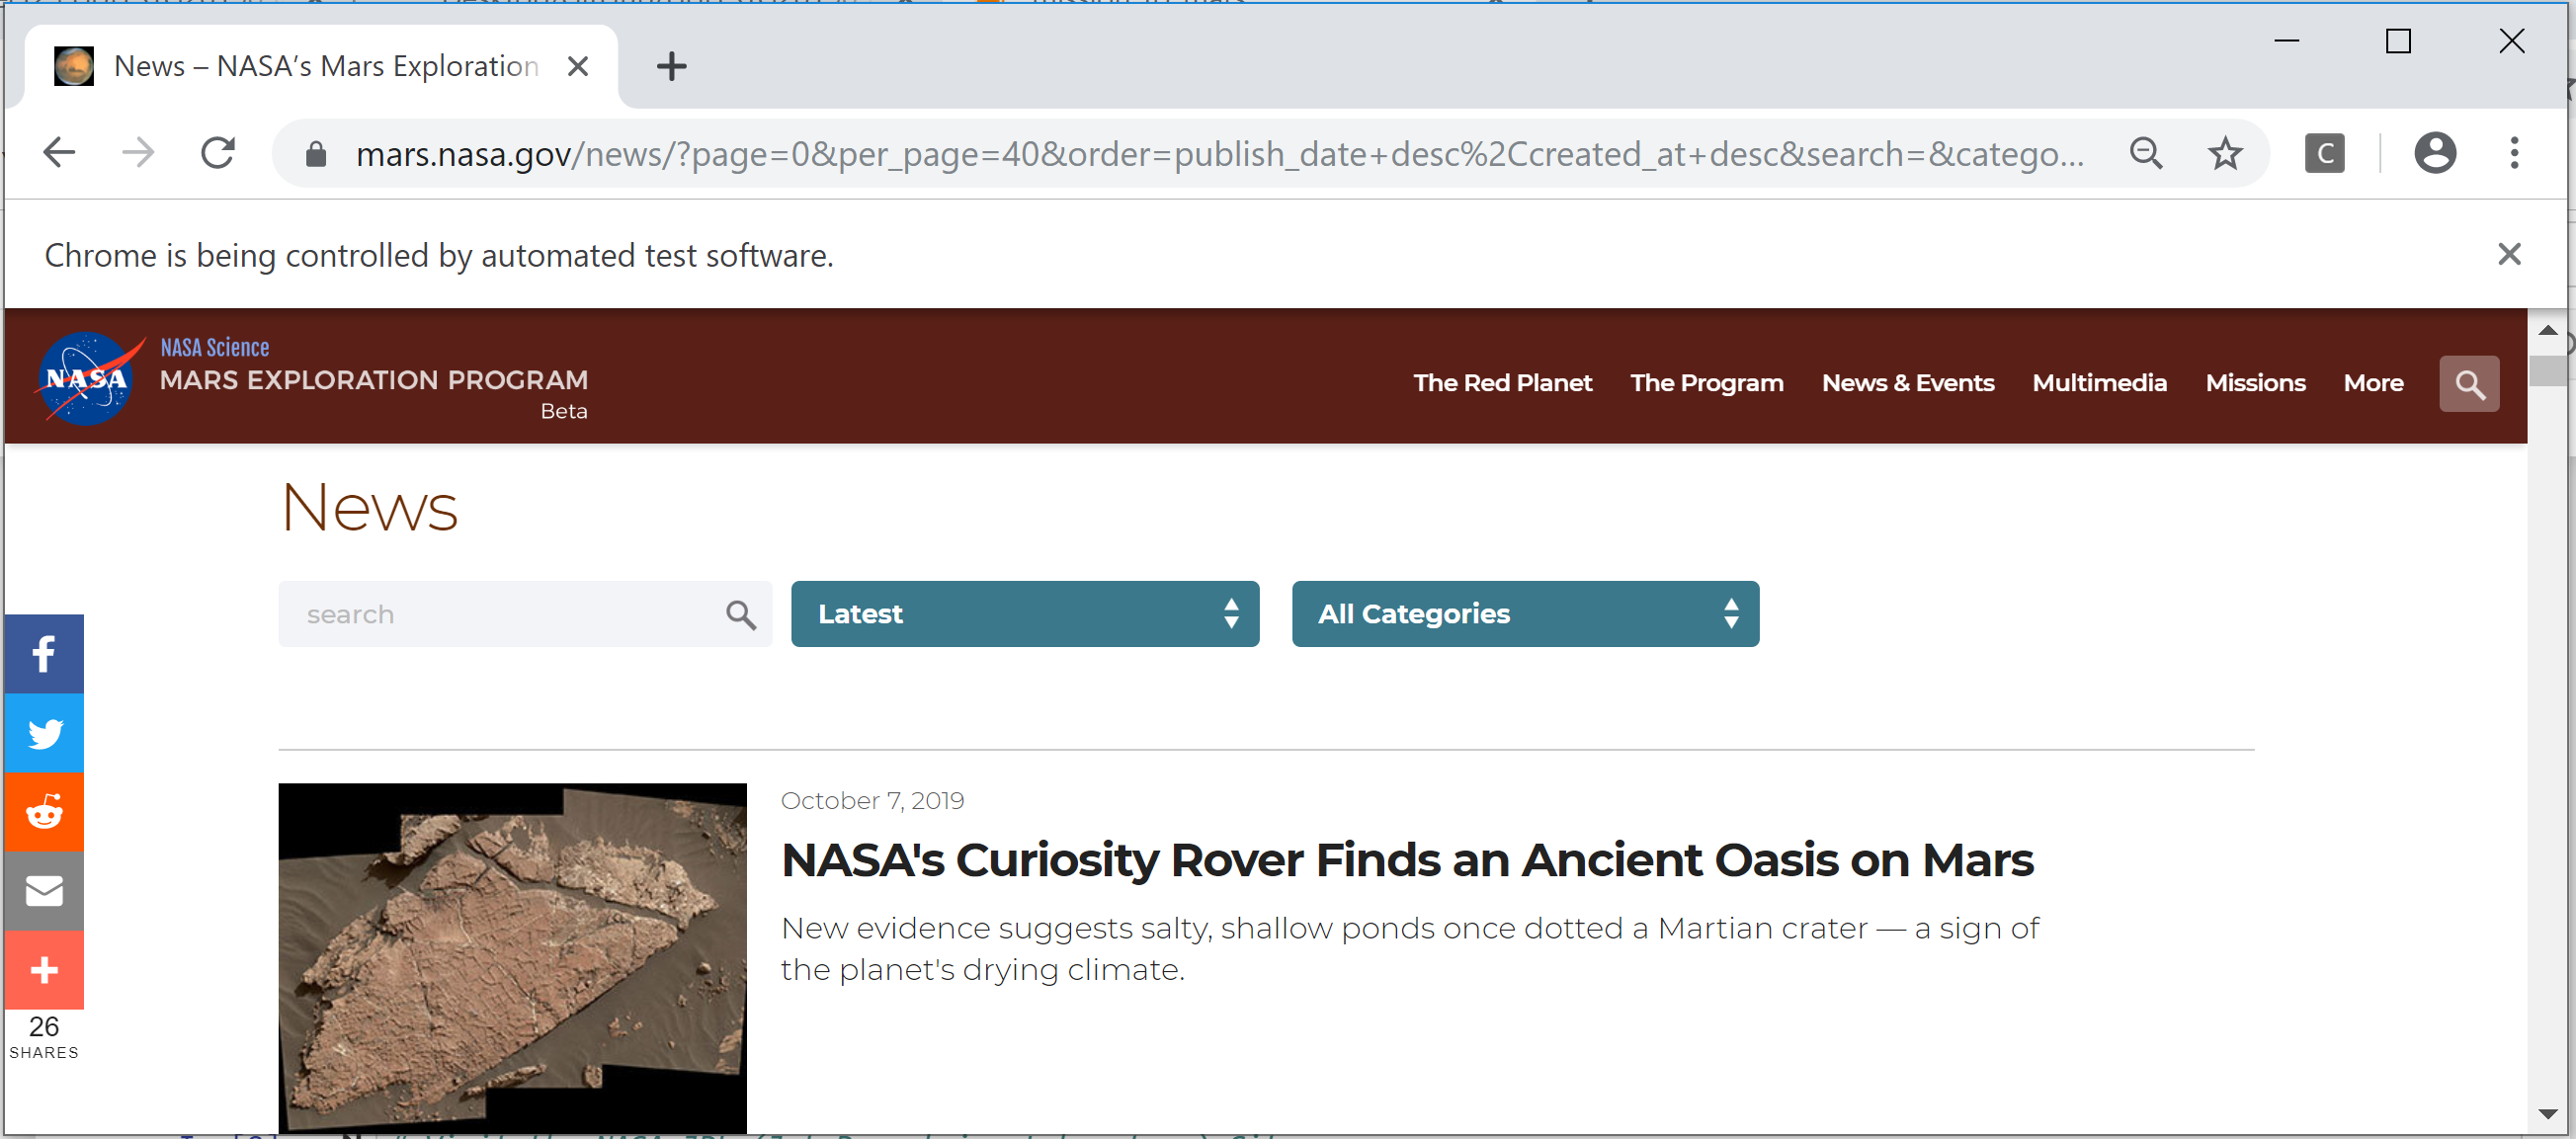 News – NASA's Mars Exploration
mars.nasa.gov/news/?page=0&per_page=40&order=publish_date+desc%2Ccreated_at+desc&search=&catego...
C
Chrome is being controlled by automated test software.
NASA
NASA Science
MARS EXPLORATION PROGRAM
Beta
The Red Planet The Program News & Events Multimedia Missions More
News
search
Latest
All Categories
October 7, 2019
NASA's Curiosity Rover Finds an Ancient Oasis on Mars
New evidence suggests salty, shallow ponds once dotted a Martian crater — a sign of
the planet's drying climate.
26
SHARES